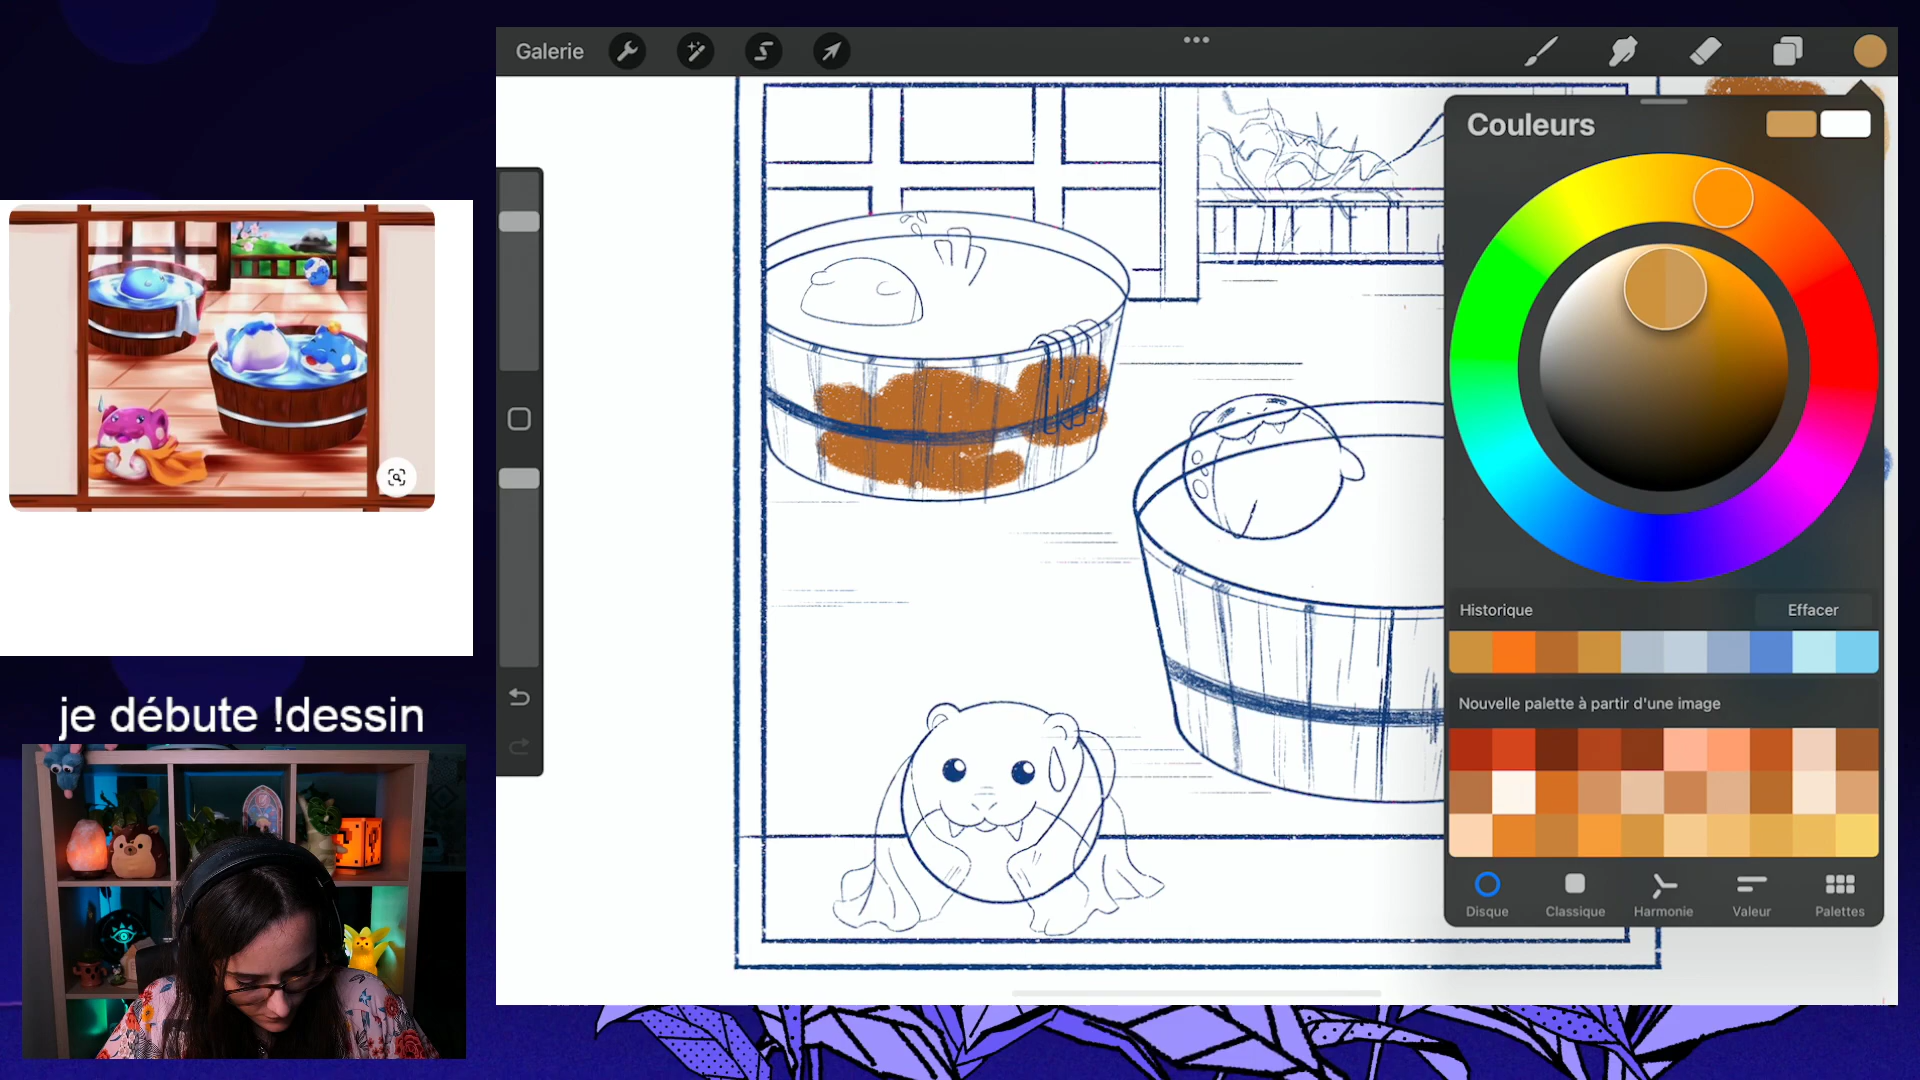 Galerie
Couleurs
Historique
Effacer
Nouvelle palette à partir d'une image
Disque
Classique
Harmonie
Valeur
Palettes
je débute !dessin